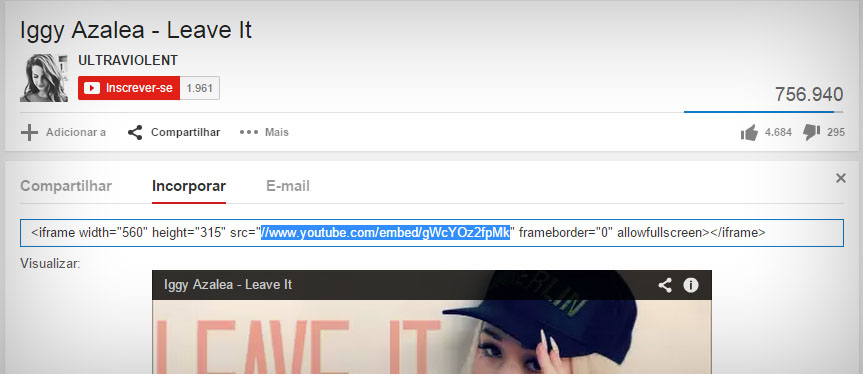 Iggy Azalea - Leave It
ULTRAVIOLENT
Inscrever-se 1.961
756.940
Adicionar a Compartilhar Mais 4.684 295
Compartilhar Incorporar E-mail
<iframe width="560" height="315" src="//www.youtube.com/embed/gWcYOz2fpMk" frameborder="0" allowfullscreen></iframe>
Visualizar:
Iggy Azalea - Leave It
LEAVE IT